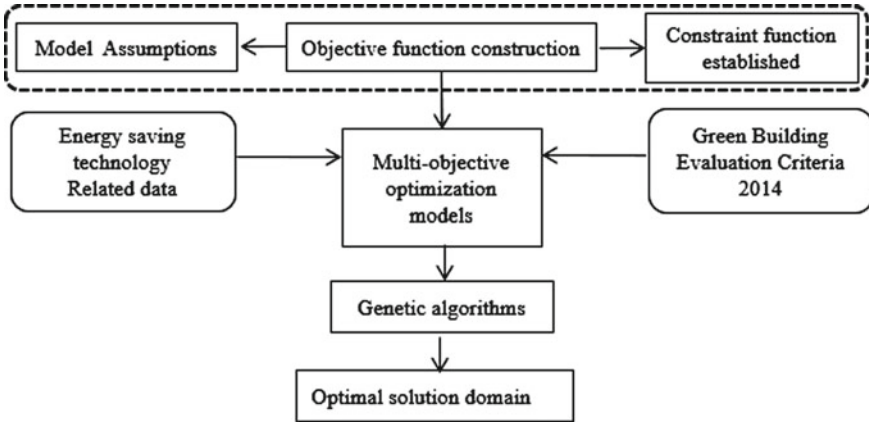 Model Assumptions
Objective function construction
Constraint function
established
Energy saving
technology
Related data
Multi-objective
optimization
models
Green Building
Evaluation Criteria
2014
Genetic algorithms
Optimal solution domain